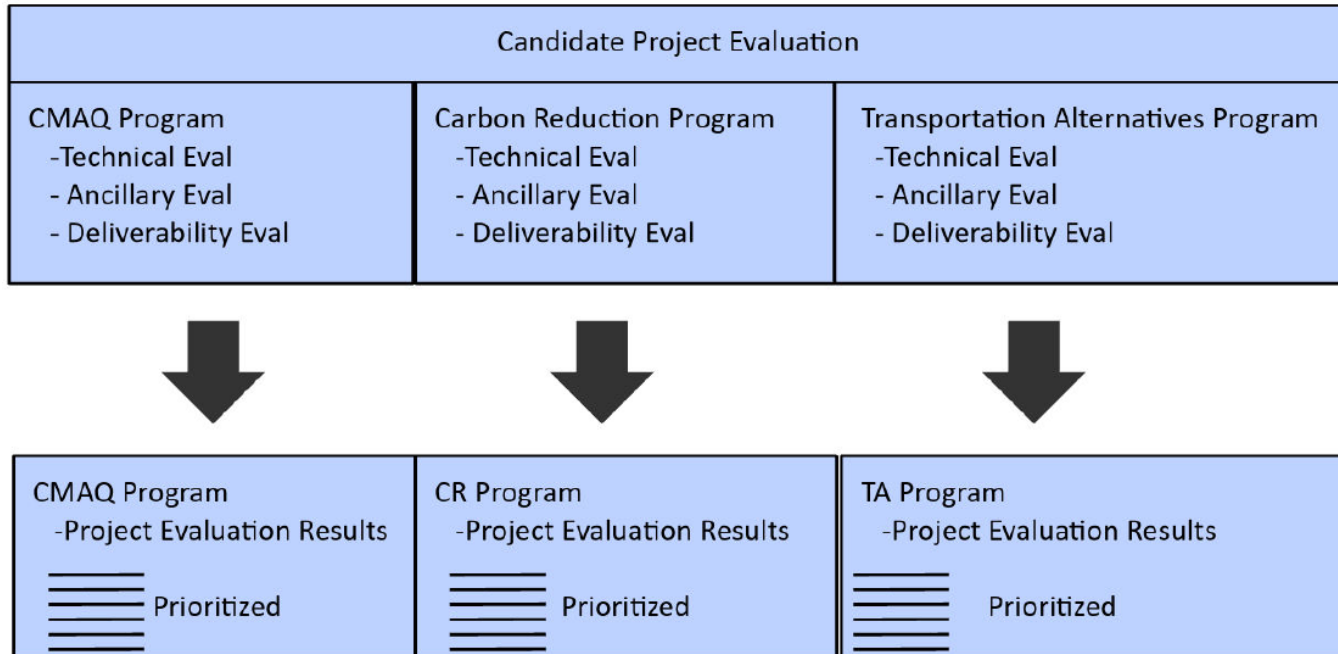 Candidate Project Evaluation
CMAQ Program
-Technical Eval
- Ancillary Eval
- Deliverability Eval
Carbon Reduction Program
-Technical Eval
- Ancillary Eval
- Deliverability Eval
Transportation Alternatives Program
-Technical Eval
- Ancillary Eval
- Deliverability Eval
CMAQ Program
-Project Evaluation Results
Prioritized
CR Program
-Project Evaluation Results
Prioritized
TA Program
-Project Evaluation Results
Prioritized